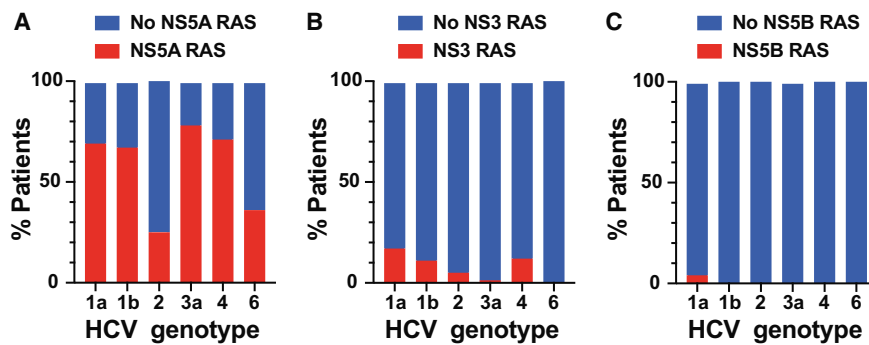 A
No NS5A RAS
NS5A RAS
% Patients
100
50
0
1a 1b 2 3a 4 6
HCV genotype
B
No NS3 RAS
NS3 RAS
% Patients
100
50
0
1a 1b 2 3a 4 6
HCV genotype
C
No NS5B RAS
NS5B RAS
% Patients
100
50
0
1a 1b 2 3a 4 6
HCV genotype